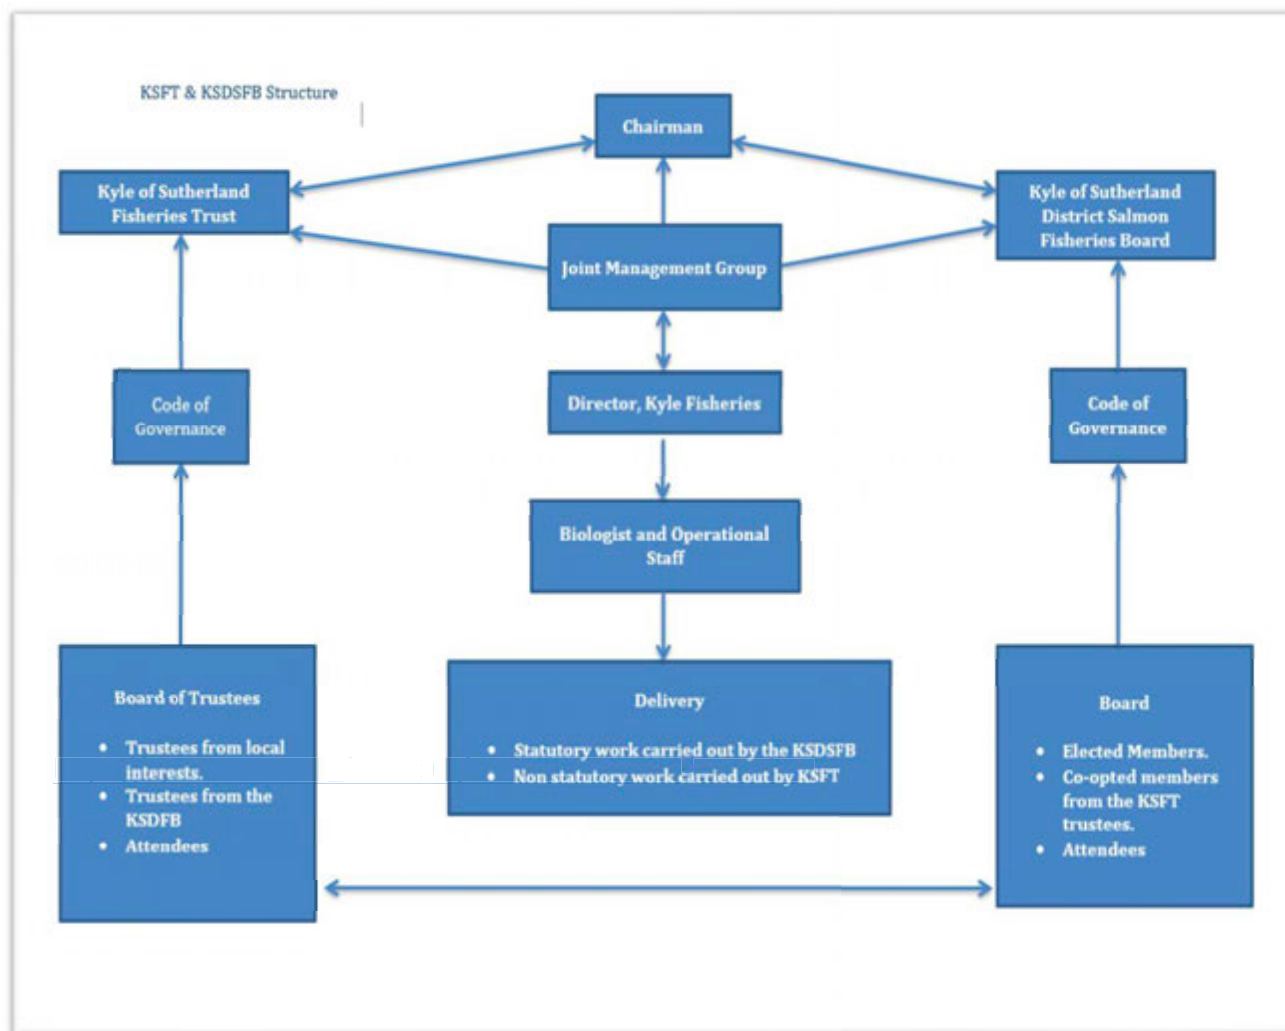 KSFT & KSDSFB Structure
Chairman
Kyle of Sutherland
Fisheries Trust
Kyle of Sutherland
District Salmon
Fisheries Board
Joint Management Group
Code of
Governance
Director, Kyle Fisheries
Code of
Governance
Biologist and Operational
Staff
Board of Trustees
• Trustees from local
interests.
• Trustees from the
KSDFB
• Attendees
Delivery
• Statutory work carried out by the KSDSFB
• Non statutory work carried out by KSFT
Board
• Elected Members.
• Co-opted members
from the KSFT
trustees.
• Attendees